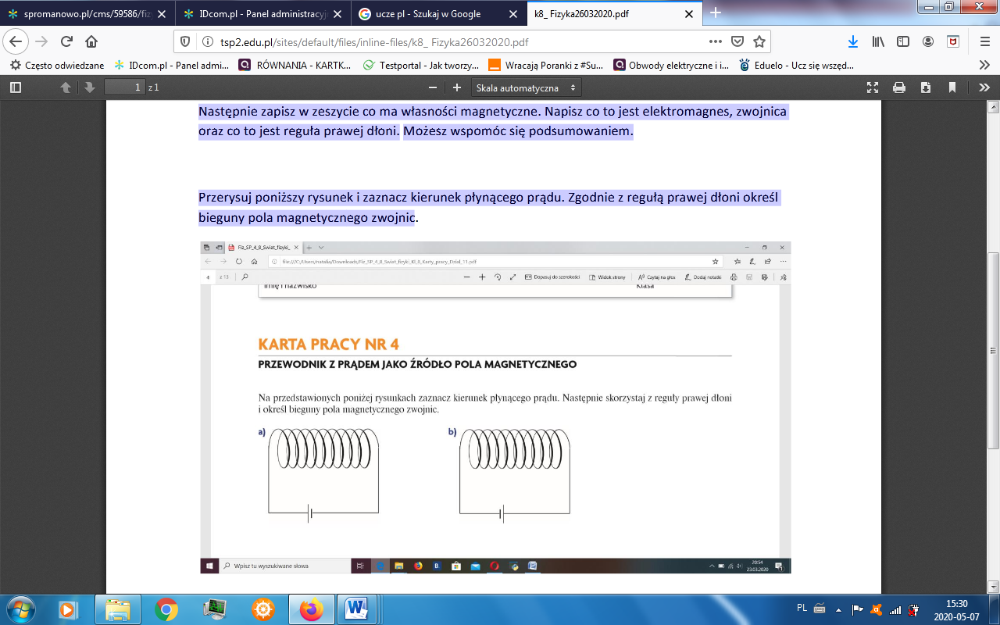 spromanowo.pl/cms/59586/fiz
IDcom.pl - Panel administracyj
ucze pl - Szukaj w Google
k8_ Fizyka26032020.pdf
tsp2.edu.pl/sites/default/files/inline-files/k8_ Fizyka26032020.pdf
Często odwiedzane
IDcom.pl - Panel admi...
RÓWNANIA - KARTK...
Testportal - Jak tworzy...
Wracają Poranki z #Su...
Obwody elektryczne i i...
Eduelo - Ucz się wszęd...
1 z 1
Skala automatyczna
Następnie zapisz w zeszycie co ma własności magnetyczne. Napisz co to jest elektromagnes, zwojnica
oraz co to jest reguła prawej dłoni. Możesz wspomóc się podsumowaniem.
Przerysuj poniższy rysunek i zaznacz kierunek płynącego prądu. Zgodnie z regułą prawej dłoni określ
bieguny pola magnetycznego zwojnic.
Fiz_SP_4_8_Swiat_fizyki_
file:///C:/Users/natalia/Downloads/Fiz_SP_4_8_Swiat_fizyki_Kl_8_Karty_pracy_Dzial_11.pdf
4 z 13
Dopasuj do szerokości
Widok strony
Czytaj na głos
Dodaj notatki
Imię i nazwisko
Klasa
KARTA PRACY NR 4
PRZEWODNIK Z PRĄDEM JAKO ŹRÓDŁO POLA MAGNETYCZNEGO
Na przedstawionych poniżej rysunkach zaznacz kierunek płynącego prądu. Następnie skorzystaj z reguły prawej dłoni
i określ bieguny pola magnetycznego zwojnic.
a)
b)
Wpisz tu wyszukiwane słowa
20:54
23.03.2020
PL
15:30
2020-05-07